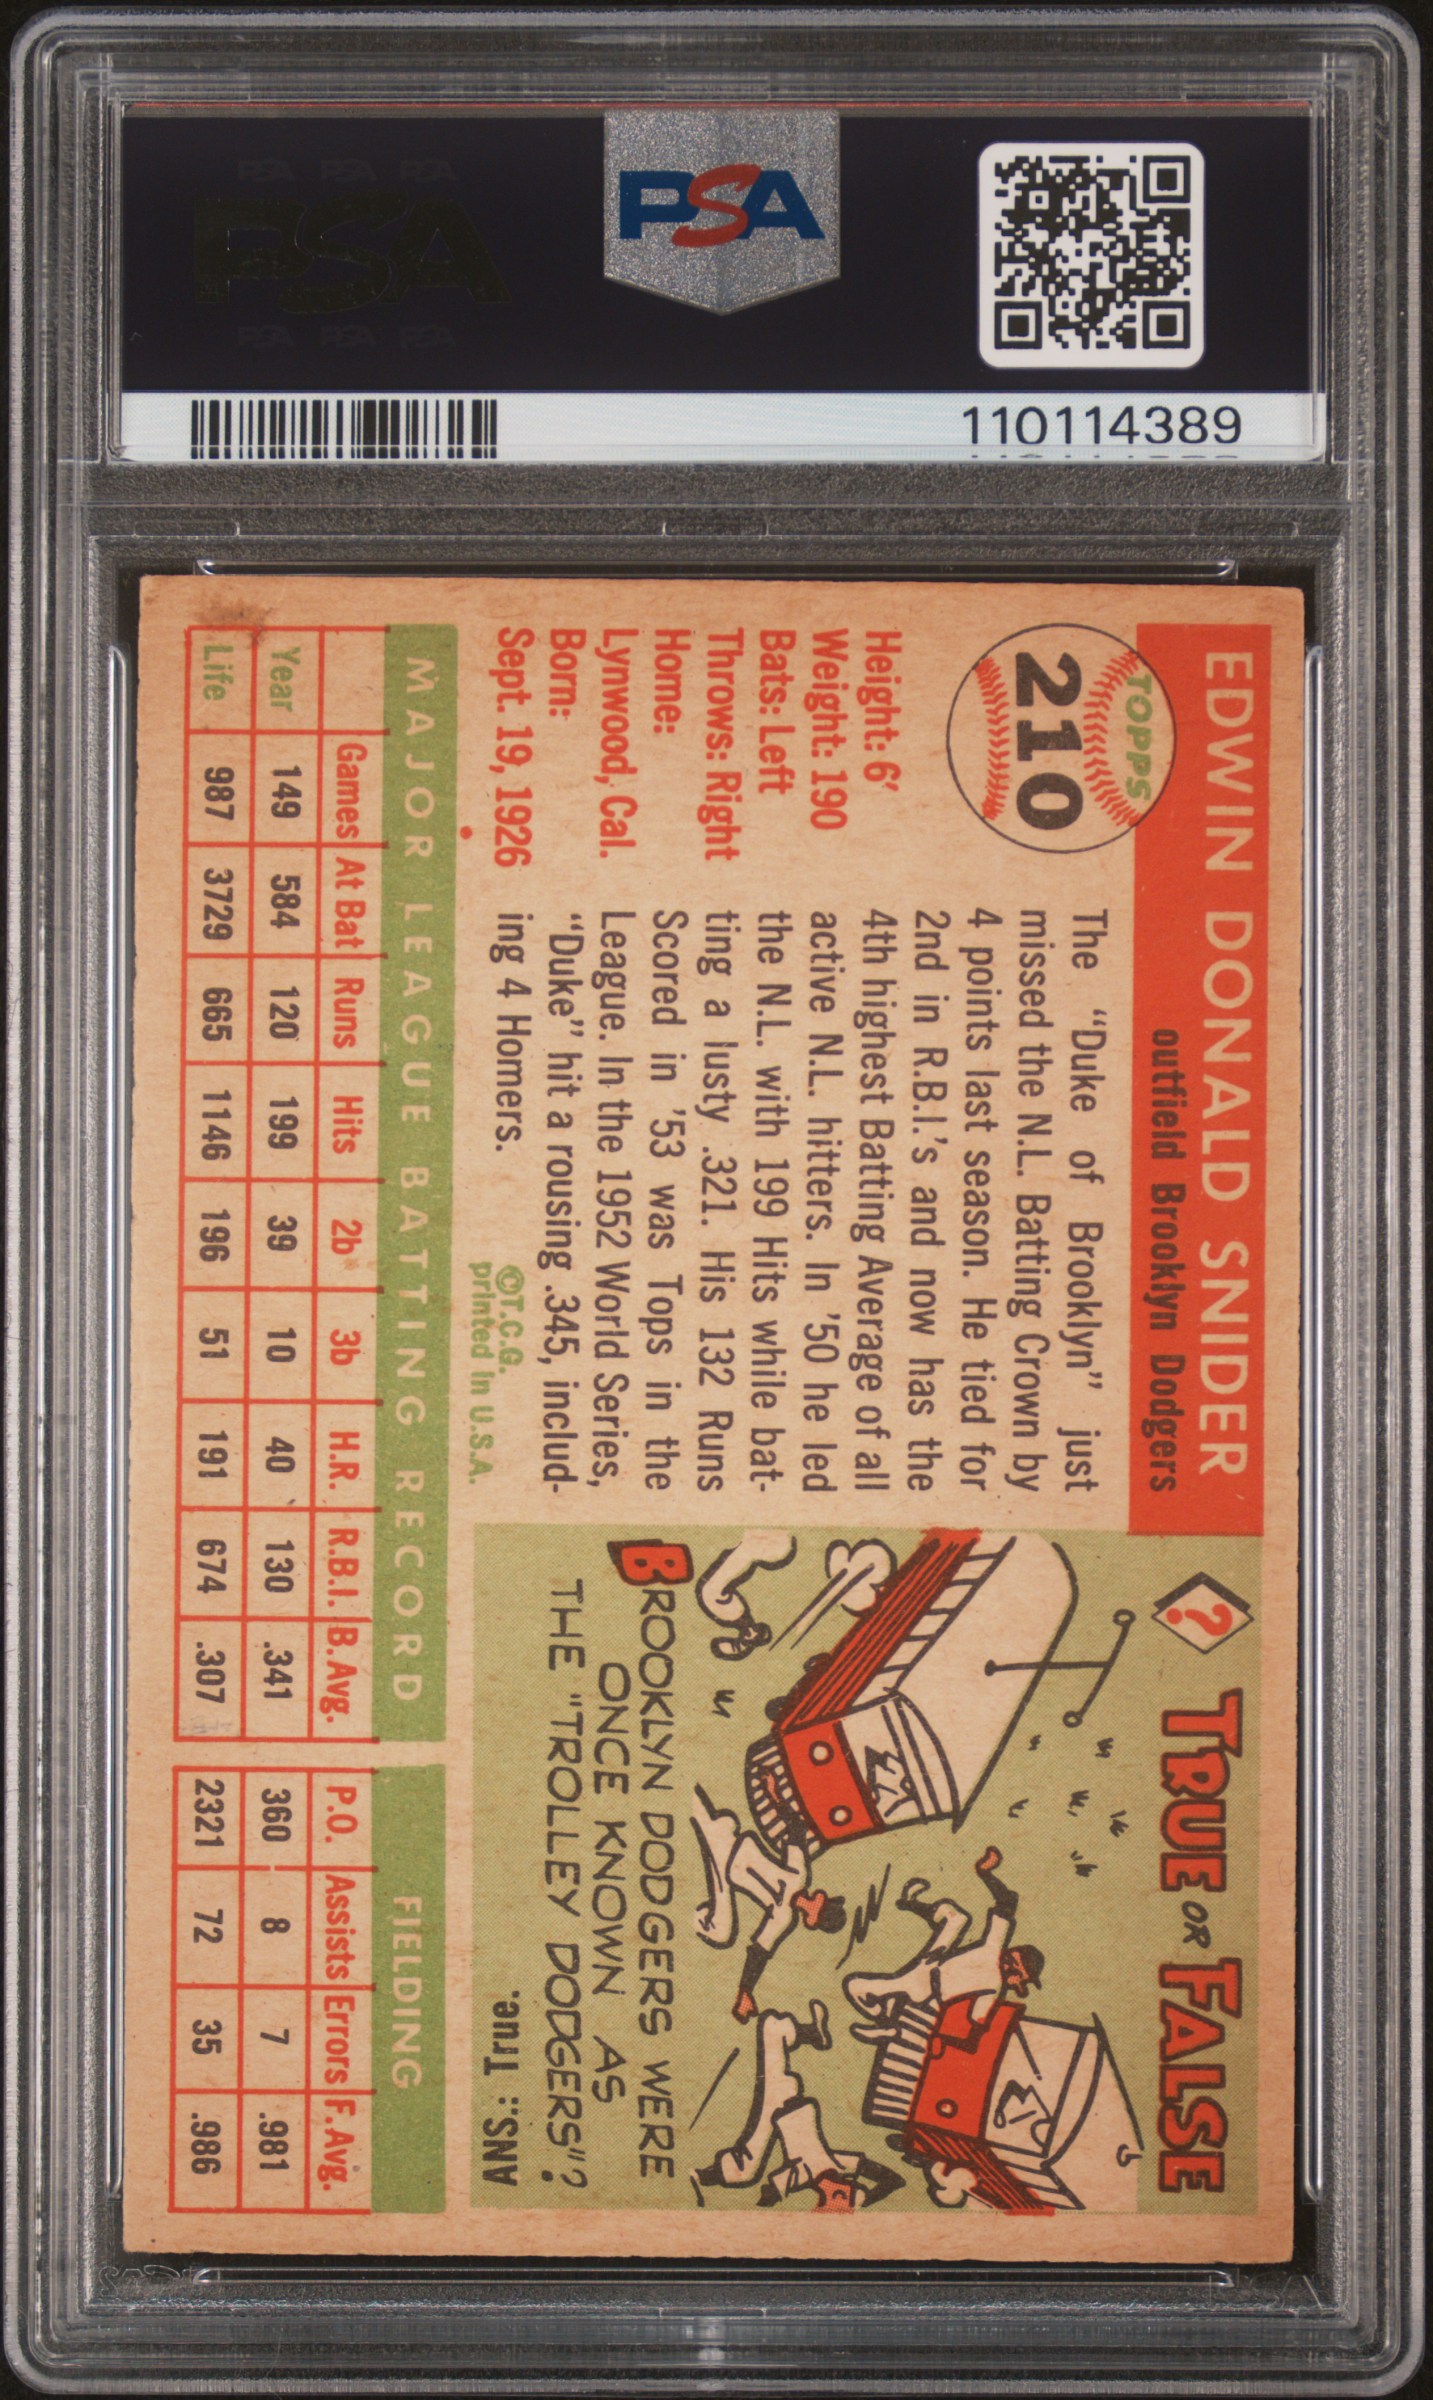 PSA PSA PSA
PSA
PSA PSA PSA
PSA
110114389
EDWIN DONALD SNIDER
outfield Brooklyn Dodgers
TOPPS
210
Height: 6'
Weight: 190
Bats: Left
Throws: Right
Home:
Lynwood, Cal.
Born:
Sept. 19, 1926
The "Duke of Brooklyn" just
missed the N.L. Batting Crown by
4 points last season. He tied for
2nd in R.B.I.'s and now has the
4th highest Batting Average of all
active N.L. hitters. In '50 he led
the N.L. with 199 Hits while bat-
ting a lusty .321. His 132 Runs
Scored in '53 was Tops in the
League. In the 1952 World Series,
"Duke" hit a rousing .345, includ-
ing 4 Homers.
©T.C.G.
printed in U.S.A.
?
TRUE OR FALSE
BROOKLYN DODGERS WERE
ONCE KNOWN AS
THE "TROLLEY DODGERS"?
ANS.: True.
MAJOR LEAGUE BATTING RECORD FIELDING
Games At Bat Runs Hits 2b 3b H.R. R.B.I. B. Avg. P.O. Assists Errors F. Avg.
Year 149 584 120 199 39 10 40 130 .341 360 8 7 .981
Life 987 3729 665 1146 196 51 191 674 .307 2321 72 35 .986